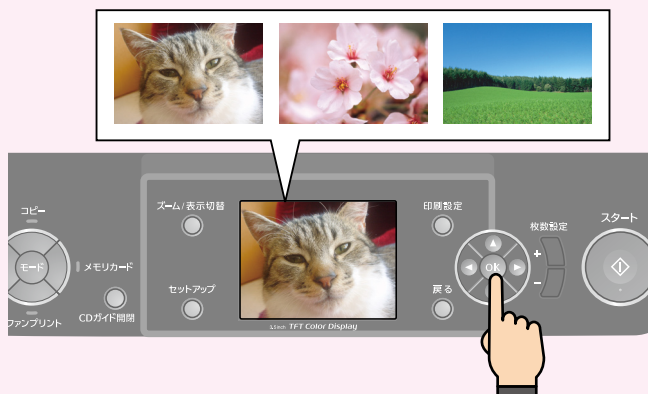 コピー
モード
メモリカード
ファンプリント
CDガイド開閉
ズーム/表示切替
セットアップ
TFT Color Display
印刷設定
戻る
OK
枚数設定
+
-
スタート